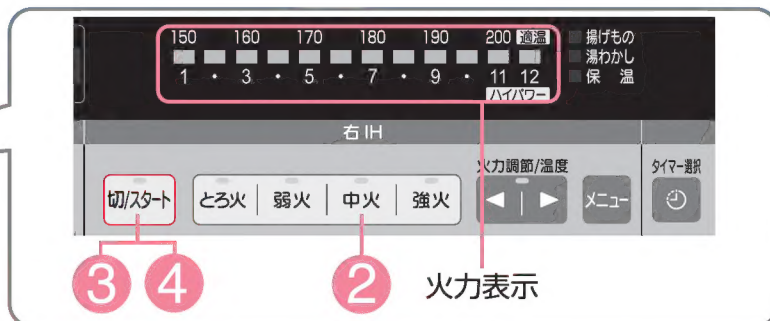 150 160 170 180 190 200 適温
1 ・ 3 ・ 5 ・ 7 ・ 9 ・ 11 12
ハイパワー
揚げもの
湯わかし
保 温
右IH
火力調節/温度
タイマー選択
切/スタート
とろ火 弱火 中火 強火
メニュー
3 4 2
火力表示